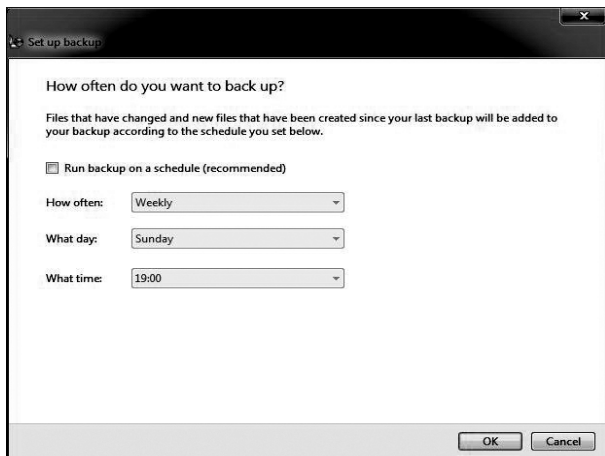 Set up backup
How often do you want to back up?
Files that have changed and new files that have been created since your last backup will be added to
your backup according to the schedule you set below.
Run backup on a schedule (recommended)
How often: Weekly
What day: Sunday
What time: 19:00
OK Cancel